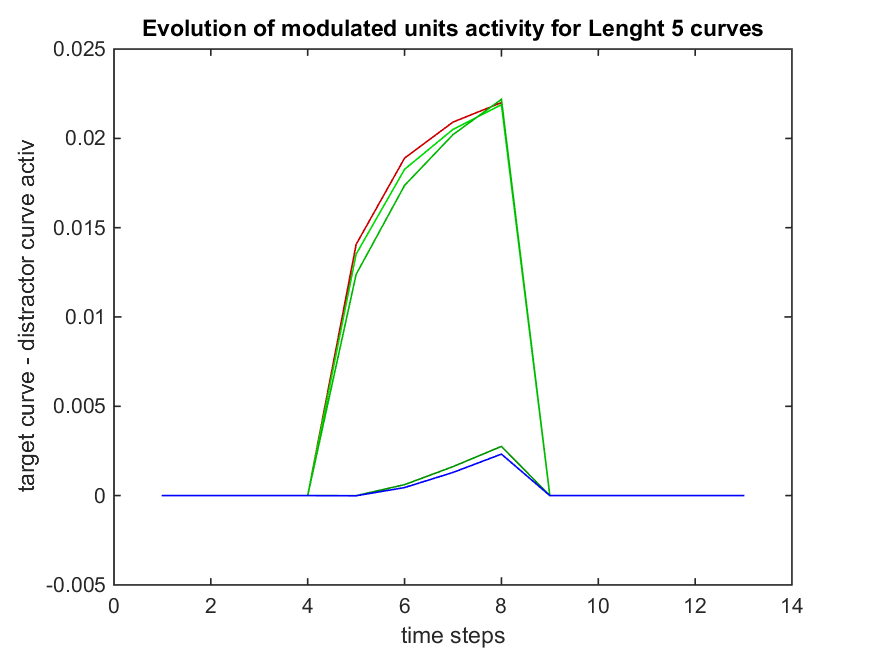 Evolution of modulated units activity for Lenght 5 curves
target curve - distractor curve activ
0.025
0.02
0.015
0.01
0.005
0
-0.005
0 2 4 6 8 10 12 14
time steps